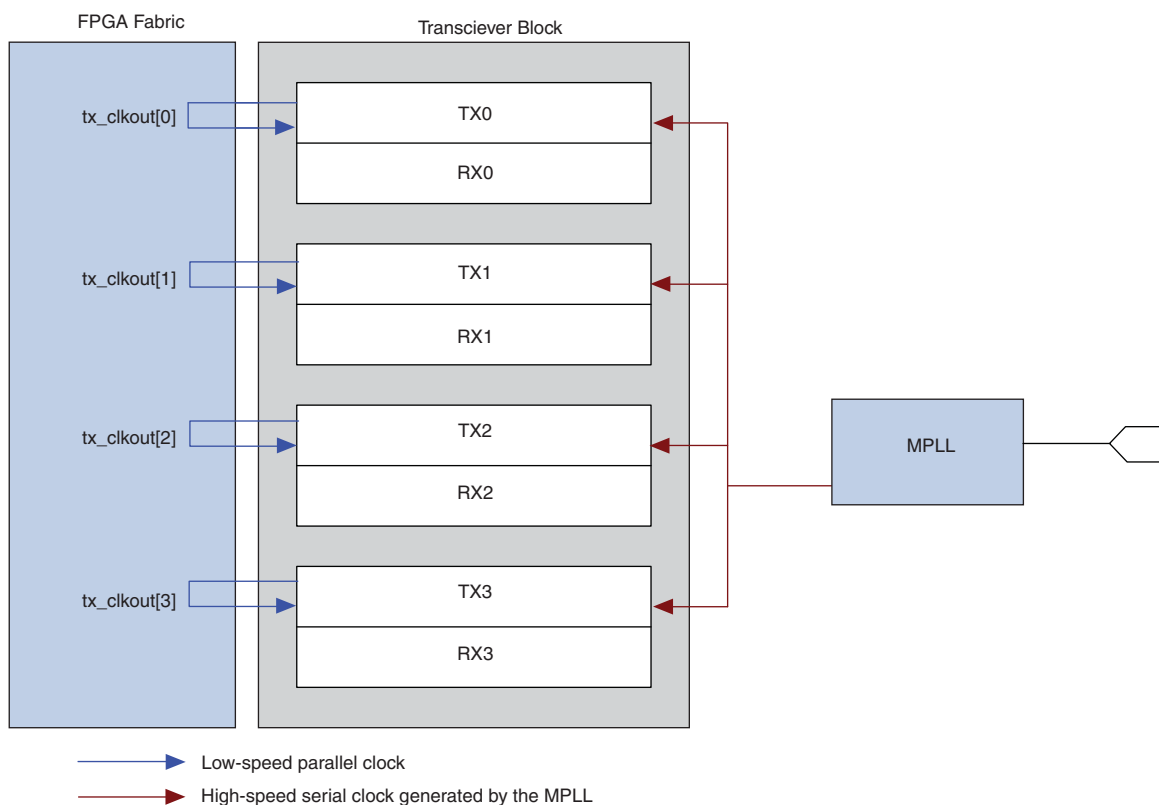 FPGA Fabric
Transciever Block
tx_clkout[0]
TX0
RX0
tx_clkout[1]
TX1
RX1
tx_clkout[2]
TX2
RX2
MPLL
tx_clkout[3]
TX3
RX3
Low-speed parallel clock
High-speed serial clock generated by the MPLL